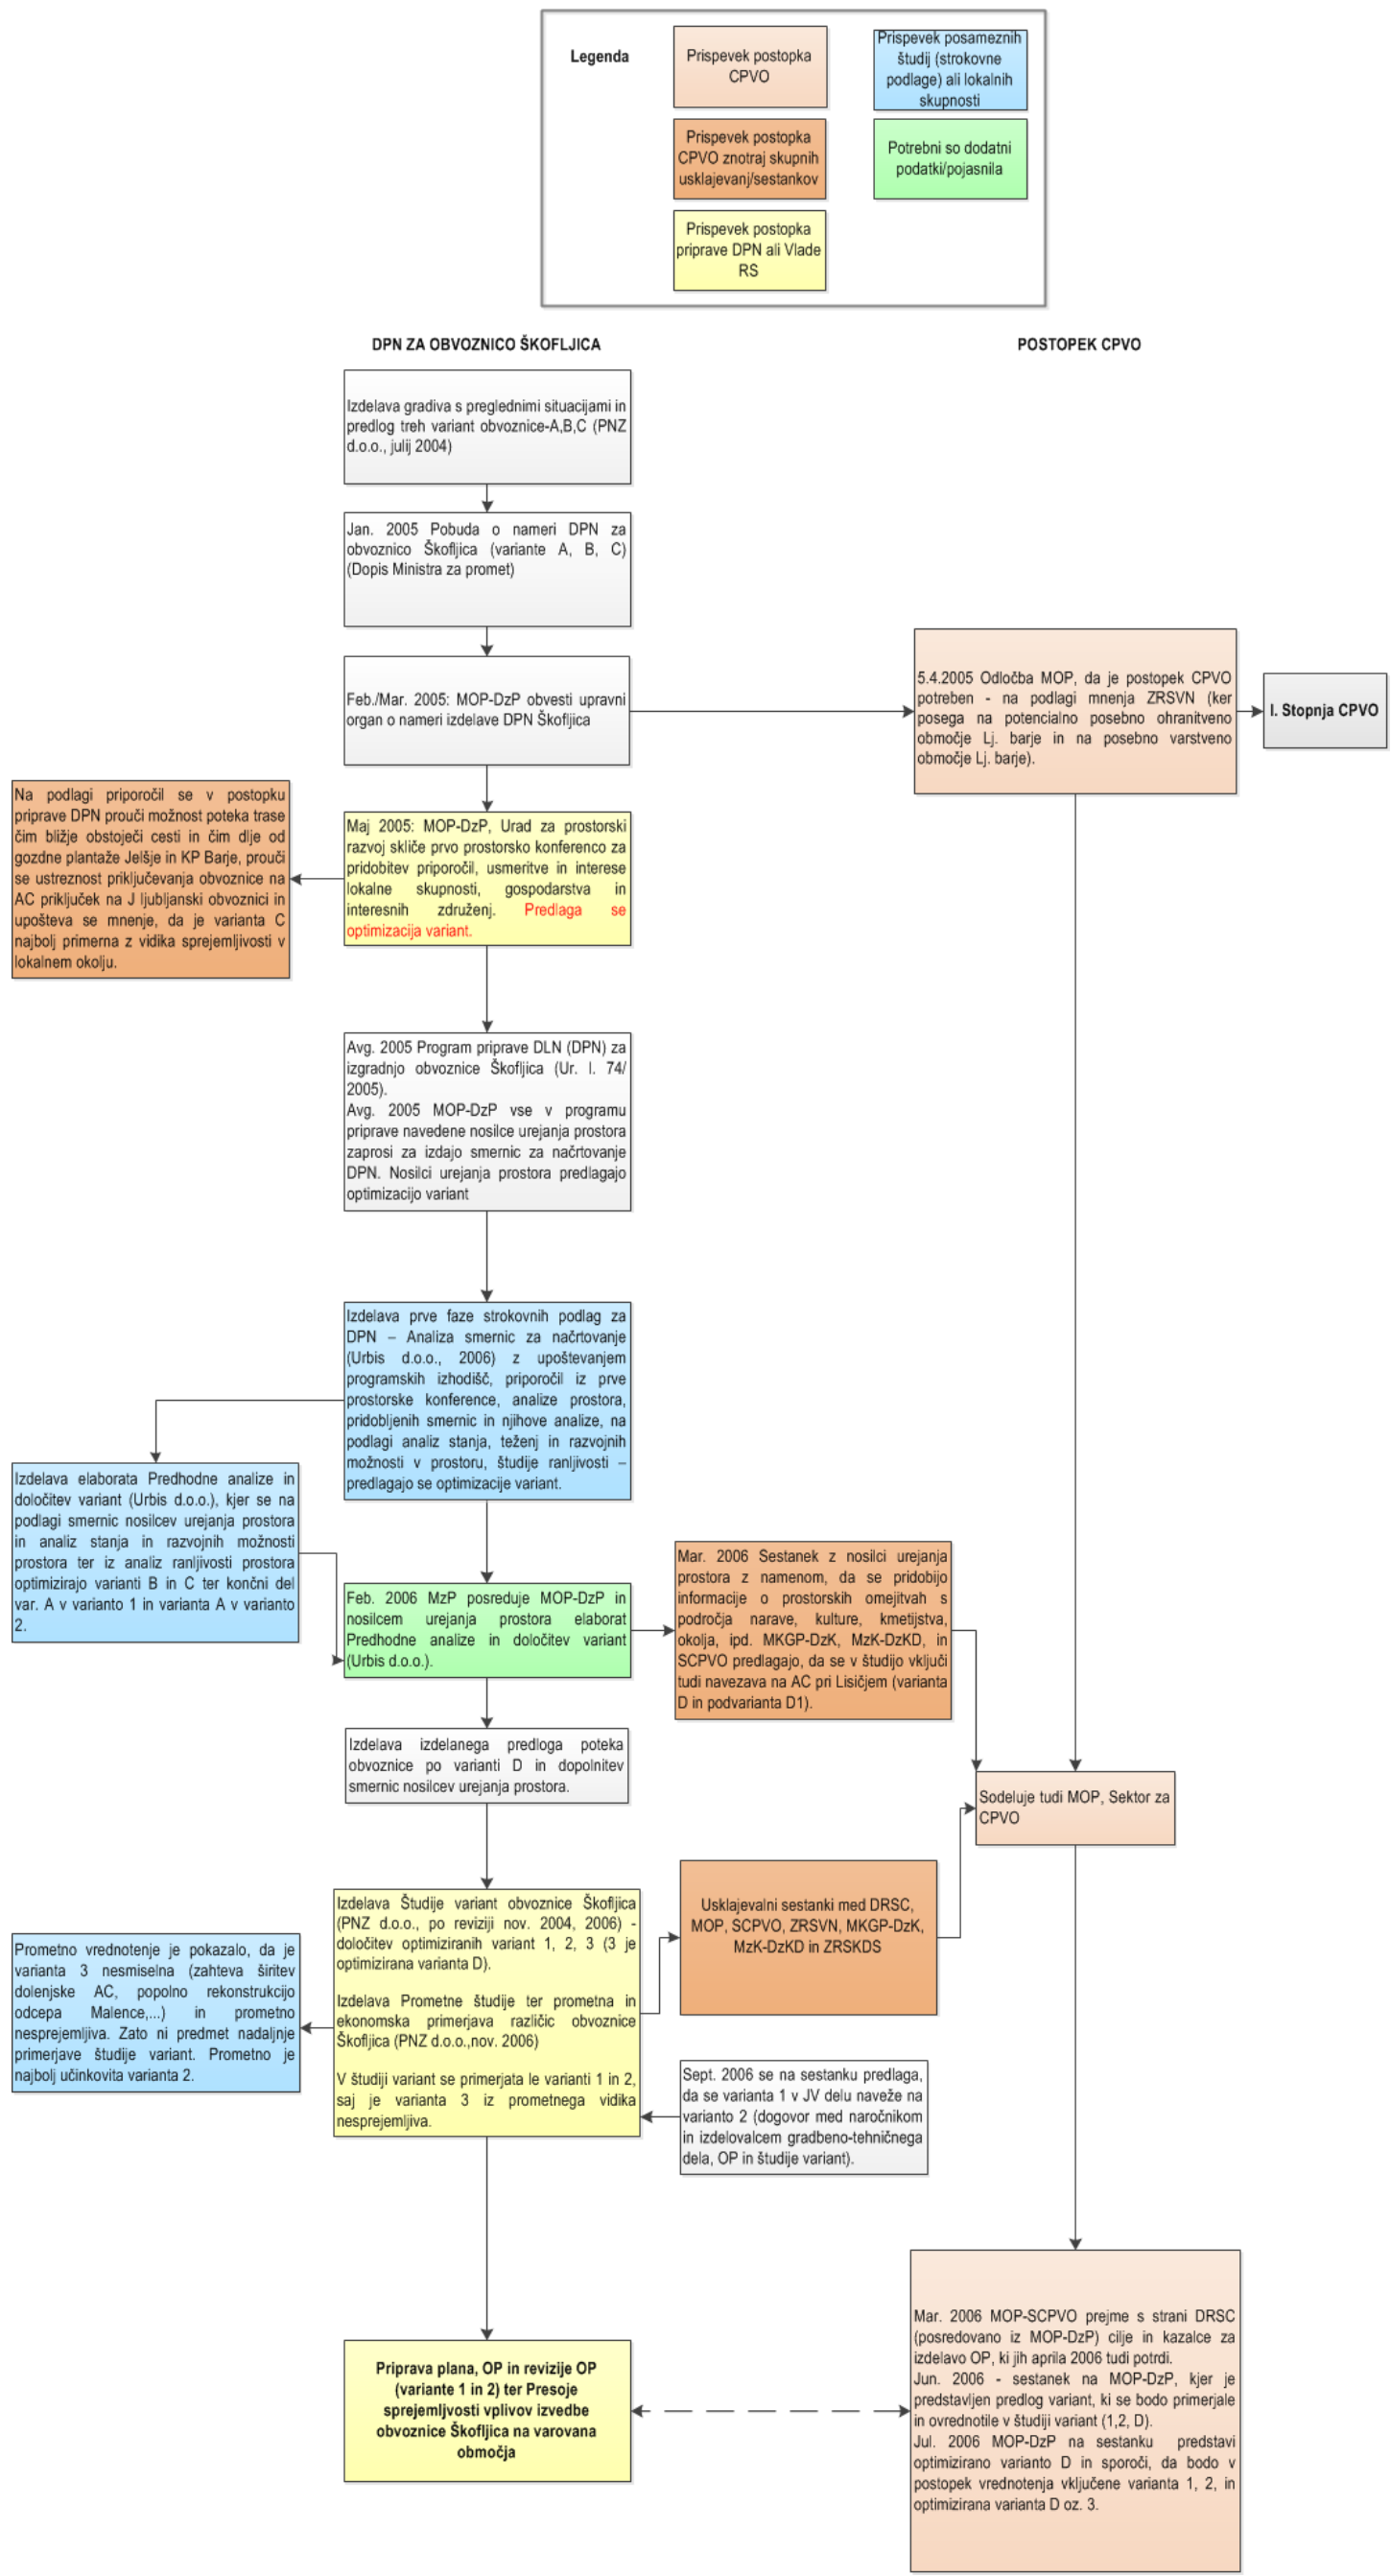 Legenda
Prispevek postopka
CPVO
Prispevek posameznih
študij (strokovne
podlage) ali lokalnih
skupnosti
Prispevek postopka
CPVO znotraj skupnih
usklajevanj/sestankov
Potrebni so dodatni
podatki/pojasnila
Prispevek postopka
priprave DPN ali Vlade
RS
DPN ZA OBVOZNICO ŠKOFLJICA
POSTOPEK CPVO
Izdelava gradiva s preglednimi situacijami in
predlog treh variant obvoznice-A,B,C (PNZ
d.o.o., julij 2004)
Jan. 2005 Pobuda o nameri DPN za
obvoznico Škofljica (variante A, B, C)
(Dopis Ministra za promet)
Feb./Mar. 2005: MOP-DzP obvesti upravni
organ o nameri izdelave DPN Škofljica
5.4.2005 Odločba MOP, da je postopek CPVO
potreben - na podlagi mnenja ZRSVN (ker
posega na potencialno posebno ohranitveno
območje Lj. barje in na posebno varstveno
območje Lj. barje).
I. Stopnja CPVO
Na podlagi priporočil se v postopku
priprave DPN prouči možnost poteka trase
čim bližje obstoječi cesti in čim dlje od
gozdne plantaže Jelšje in KP Barje, prouči
se ustreznost priključevanja obvoznice na
AC priključek na J ljubljanski obvoznici in
upošteva se mnenje, da je varianta C
najbolj primerna z vidika sprejemljivosti v
lokalnem okolju.
Maj 2005: MOP-DzP, Urad za prostorski
razvoj skliče prvo prostorsko konferenco za
pridobitev priporočil, usmeritve in interese
lokalne skupnosti, gospodarstva in
interesnih združenj. Predlaga se
optimizacija variant.
Avg. 2005 Program priprave DLN (DPN) za
izgradnjo obvoznice Škofljica (Ur. l. 74/
2005).
Avg. 2005 MOP-DzP vse v programu
priprave navedene nosilce urejanja prostora
zaprosi za izdajo smernic za načrtovanje
DPN. Nosilci urejanja prostora predlagajo
optimizacijo variant
Izdelava prve faze strokovnih podlag za
DPN – Analiza smernic za načrtovanje
(Urbis d.o.o., 2006) z upoštevanjem
programskih izhodišč, priporočil iz prve
prostorske konference, analize prostora,
pridobljenih smernic in njihove analize, na
podlagi analiz stanja, teženj in razvojnih
možnosti v prostoru, študije ranljivosti –
predlagajo se optimizacije variant.
Izdelava elaborata Predhodne analize in
določitev variant (Urbis d.o.o.), kjer se na
podlagi smernic nosilcev urejanja prostora
in analiz stanja in razvojnih možnosti
prostora ter iz analiz ranljivosti prostora
optimizirajo varianti B in C ter končni del
var. A v varianto 1 in varianta A v varianto
2.
Feb. 2006 MzP posreduje MOP-DzP in
nosilcem urejanja prostora elaborat
Predhodne analize in določitev variant
(Urbis d.o.o.).
Mar. 2006 Sestanek z nosilci urejanja
prostora z namenom, da se pridobijo
informacije o prostorskih omejitvah s
področja narave, kulture, kmetijstva,
okolja, ipd. MKGP-DzK, MzK-DzKD, in
SCPVO predlagajo, da se v študijo vključi
tudi navezava na AC pri Lisičjem (varianta
D in podvarianta D1).
Izdelava izdelanega predloga poteka
obvoznice po varianti D in dopolnitev
smernic nosilcev urejanja prostora.
Sodeluje tudi MOP, Sektor za
CPVO
Izdelava Študije variant obvoznice Škofljica
(PNZ d.o.o., po reviziji nov. 2004, 2006) -
določitev optimiziranih variant 1, 2, 3 (3 je
optimizirana varianta D).
Izdelava Prometne študije ter prometna in
ekonomska primerjava različic obvoznice
Škofljica (PNZ d.o.o.,nov. 2006)
V študiji variant se primerjata le varianti 1 in 2,
saj je varianta 3 iz prometnega vidika
nesprejemljiva.
Usklajevalni sestanki med DRSC,
MOP, SCPVO, ZRSVN, MKGP-DzK,
MzK-DzKD in ZRSKDS
Prometno vrednotenje je pokazalo, da je
varianta 3 nesmiselna (zahteva širitev
dolenjske AC, popolno rekonstrukcijo
odcepa Malence,...) in prometno
nesprejemljiva. Zato ni predmet nadaljnje
primerjave študije variant. Prometno je
najbolj učinkovita varianta 2.
Sept. 2006 se na sestanku predlaga,
da se varianta 1 v JV delu naveže na
varianto 2 (dogovor med naročnikom
in izdelovalcem gradbeno-tehničnega
dela, OP in študije variant).
Priprava plana, OP in revizije OP
(variante 1 in 2) ter Presoje
sprejemljvosti vplivov izvedbe
obvoznice Škofljica na varovana
območja
Mar. 2006 MOP-SCPVO prejme s strani DRSC
(posredovano iz MOP-DzP) cilje in kazalce za
izdelavo OP, ki jih aprila 2006 tudi potrdi.
Jun. 2006 - sestanek na MOP-DzP, kjer je
predstavljen predlog variant, ki se bodo primerjale
in ovrednotile v študiji variant (1,2, D).
Jul. 2006 MOP-DzP na sestanku predstavi
optimizirano varianto D in sporoči, da bodo v
postopek vrednotenja vključene varianta 1, 2, in
optimizirana varianta D oz. 3.